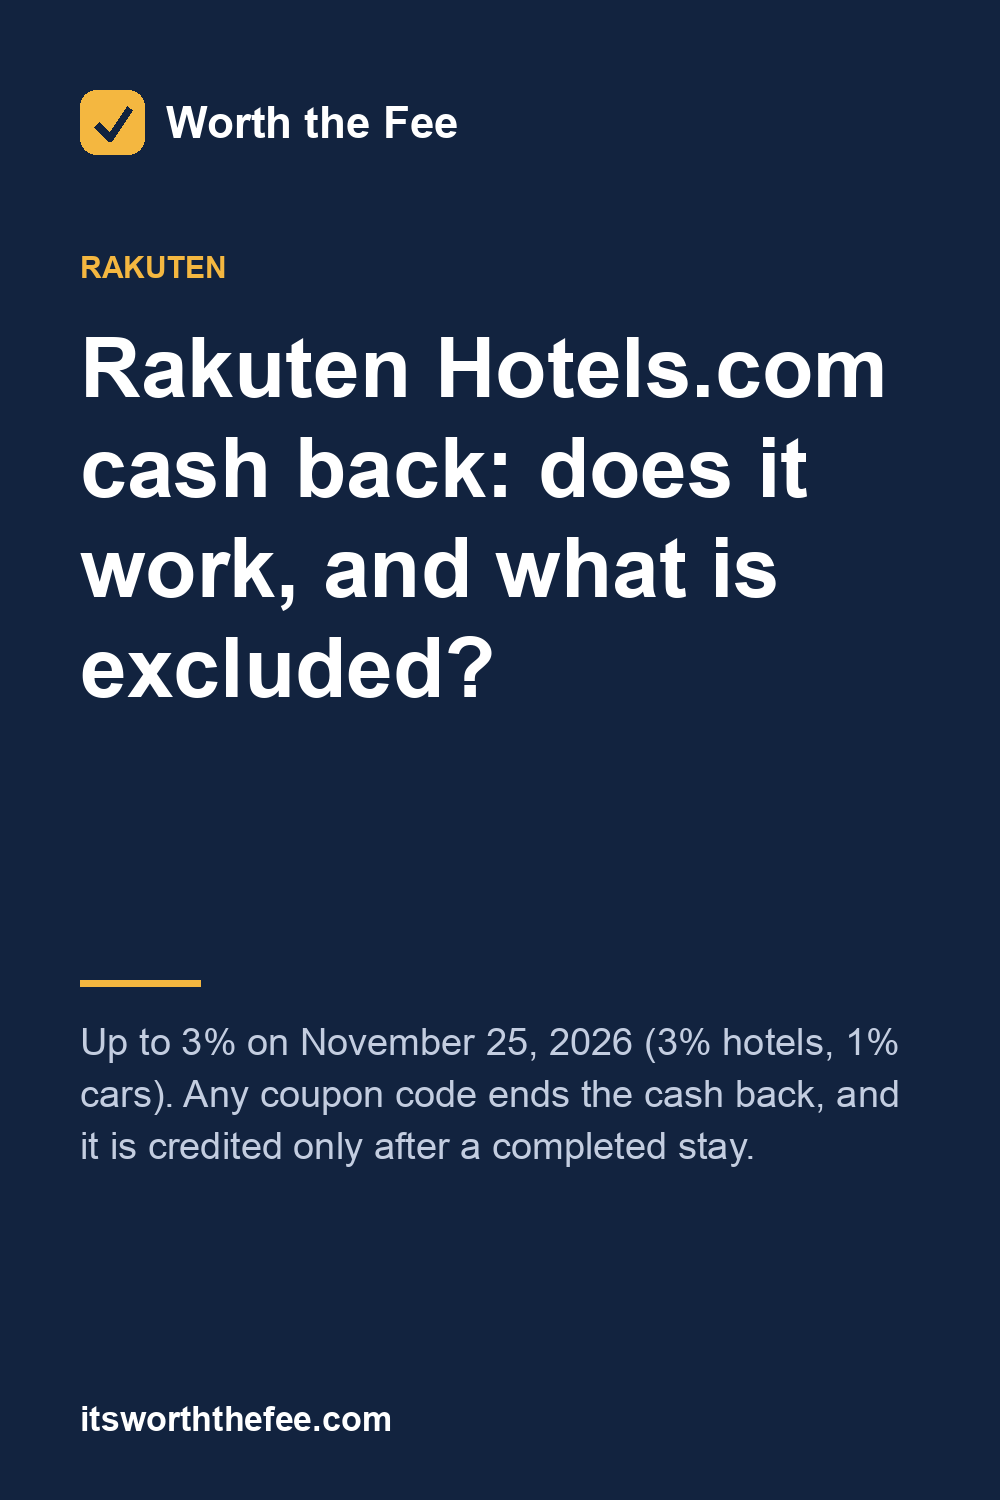 Worth the Fee
RAKUTEN
Rakuten Hotels.com
cash back: does it
work, and what is
excluded?
Up to 3% on November 25, 2026 (3% hotels, 1%
cars). Any coupon code ends the cash back, and
it is credited only after a completed stay.
itsworththefee.com